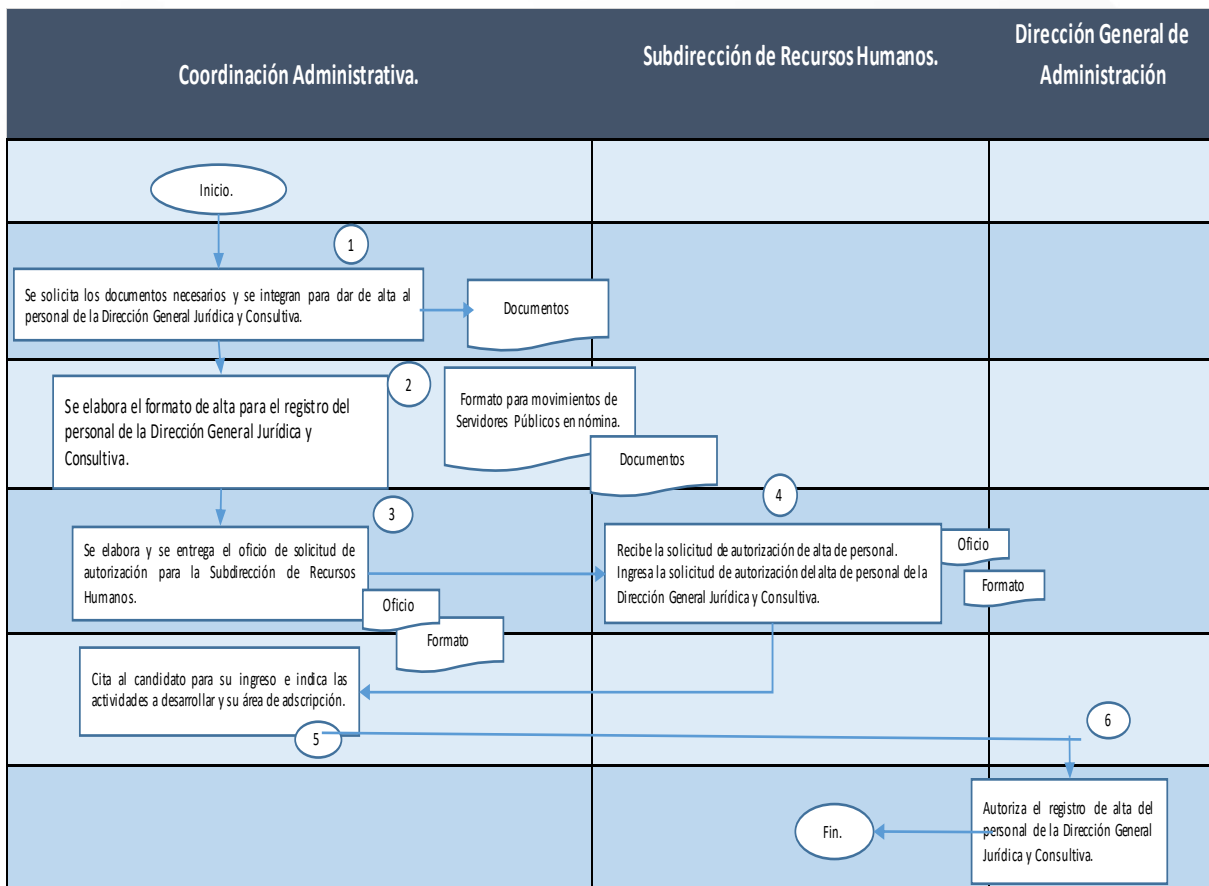 Coordinación Administrativa.
Subdirección de Recursos Humanos.
Dirección General de
Administración
Inicio.
1
Se solicita los documentos necesarios y se integran para dar de alta al
personal de la Dirección General Jurídica y Consultiva.
Documentos
2
Se elabora el formato de alta para el registro del
personal de la Dirección General Jurídica y
Consultiva.
Formato para movimientos de
Servidores Públicos en nómina.
Documentos
3
Se elabora y se entrega el oficio de solicitud de
autorización para la Subdirección de Recursos
Humanos.
Oficio
Formato
4
Recibe la solicitud de autorización de alta de personal.
Ingresa la solicitud de autorización del alta de personal de la
Dirección General Jurídica y Consultiva.
Oficio
Formato
Cita al candidato para su ingreso e indica las
actividades a desarrollar y su área de adscripción.
5
6
Autoriza el registro de alta del
personal de la Dirección General
Jurídica y Consultiva.
Fin.